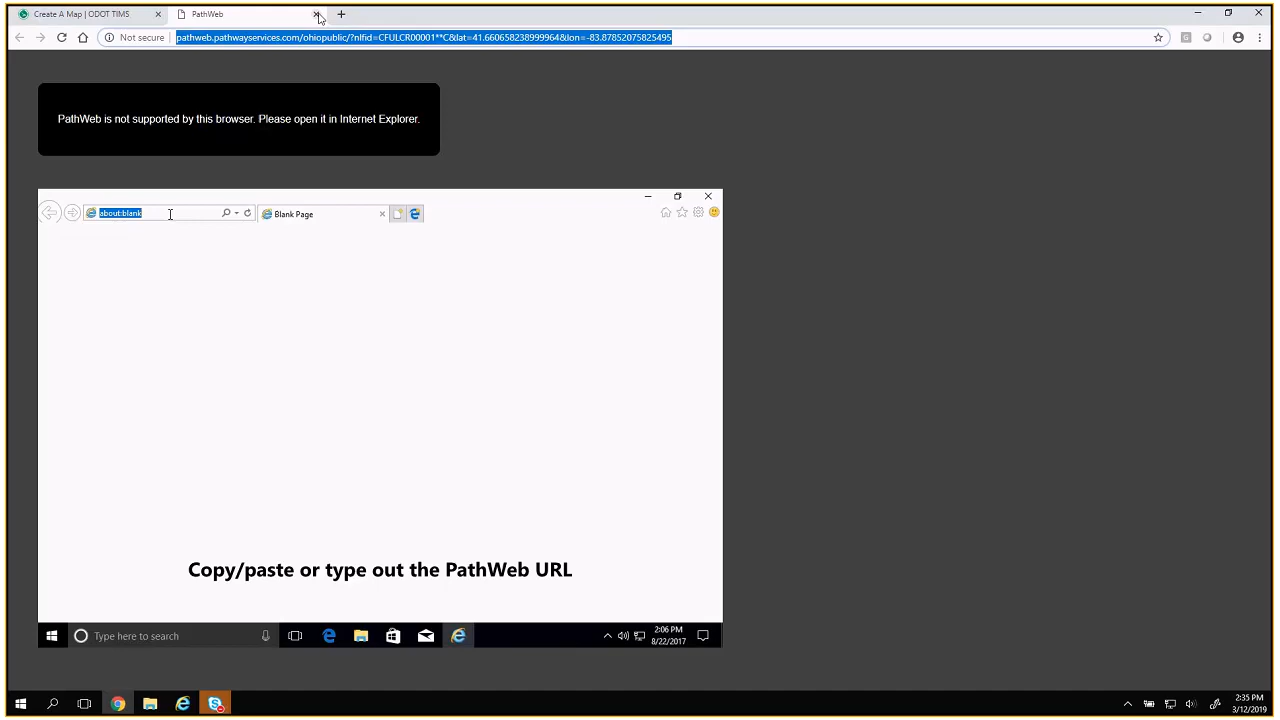 Create A Map | ODOT TIMS
PathWeb
Not secure
pathweb.pathwayservices.com/ohiopublic/?nlfid=CFULCR00001**C&lat=41.660658238999964&lon=-83.87852075825495
PathWeb is not supported by this browser. Please open it in Internet Explorer.
about:blank
Blank Page
Copy/paste or type out the PathWeb URL
Type here to search
2:06 PM
8/22/2017
2:35 PM
3/12/2019